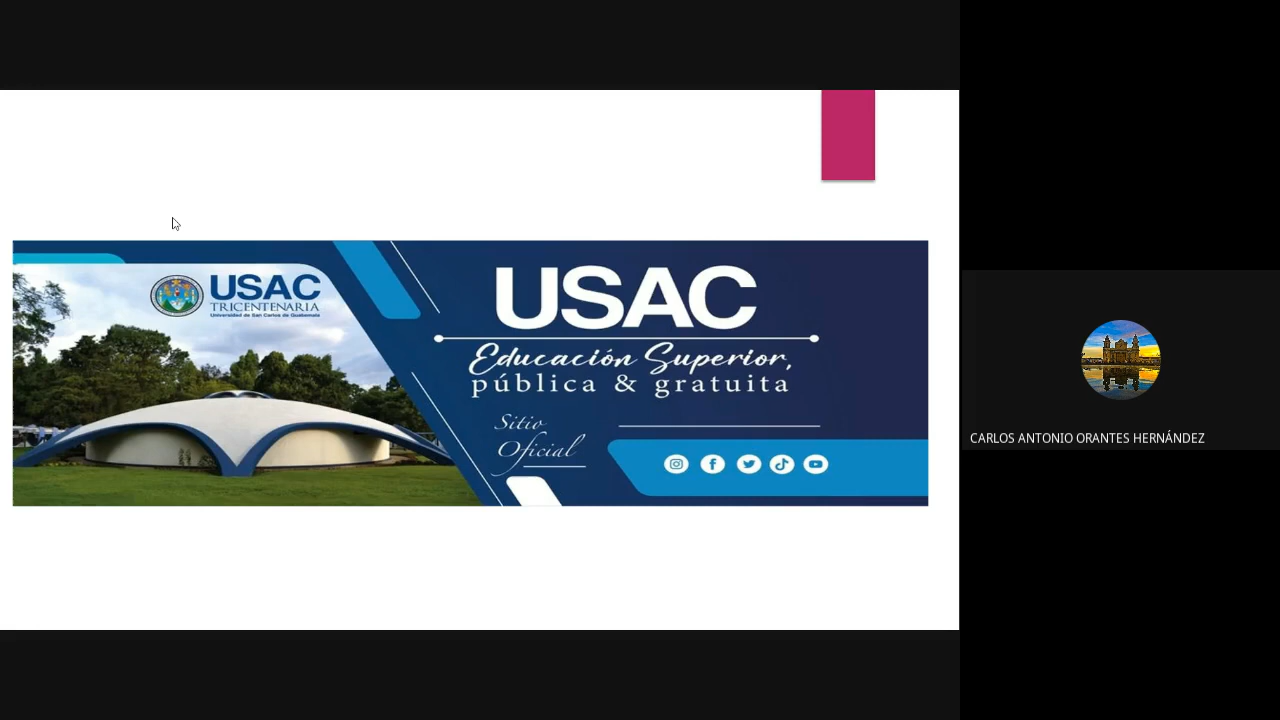 USAC
TRICENTENARIA
Universidad de San Carlos de Guatemala
USAC
Educación Superior,
pública & gratuita
Sitio
Oficial
CARLOS ANTONIO ORANTES HERNÁNDEZ